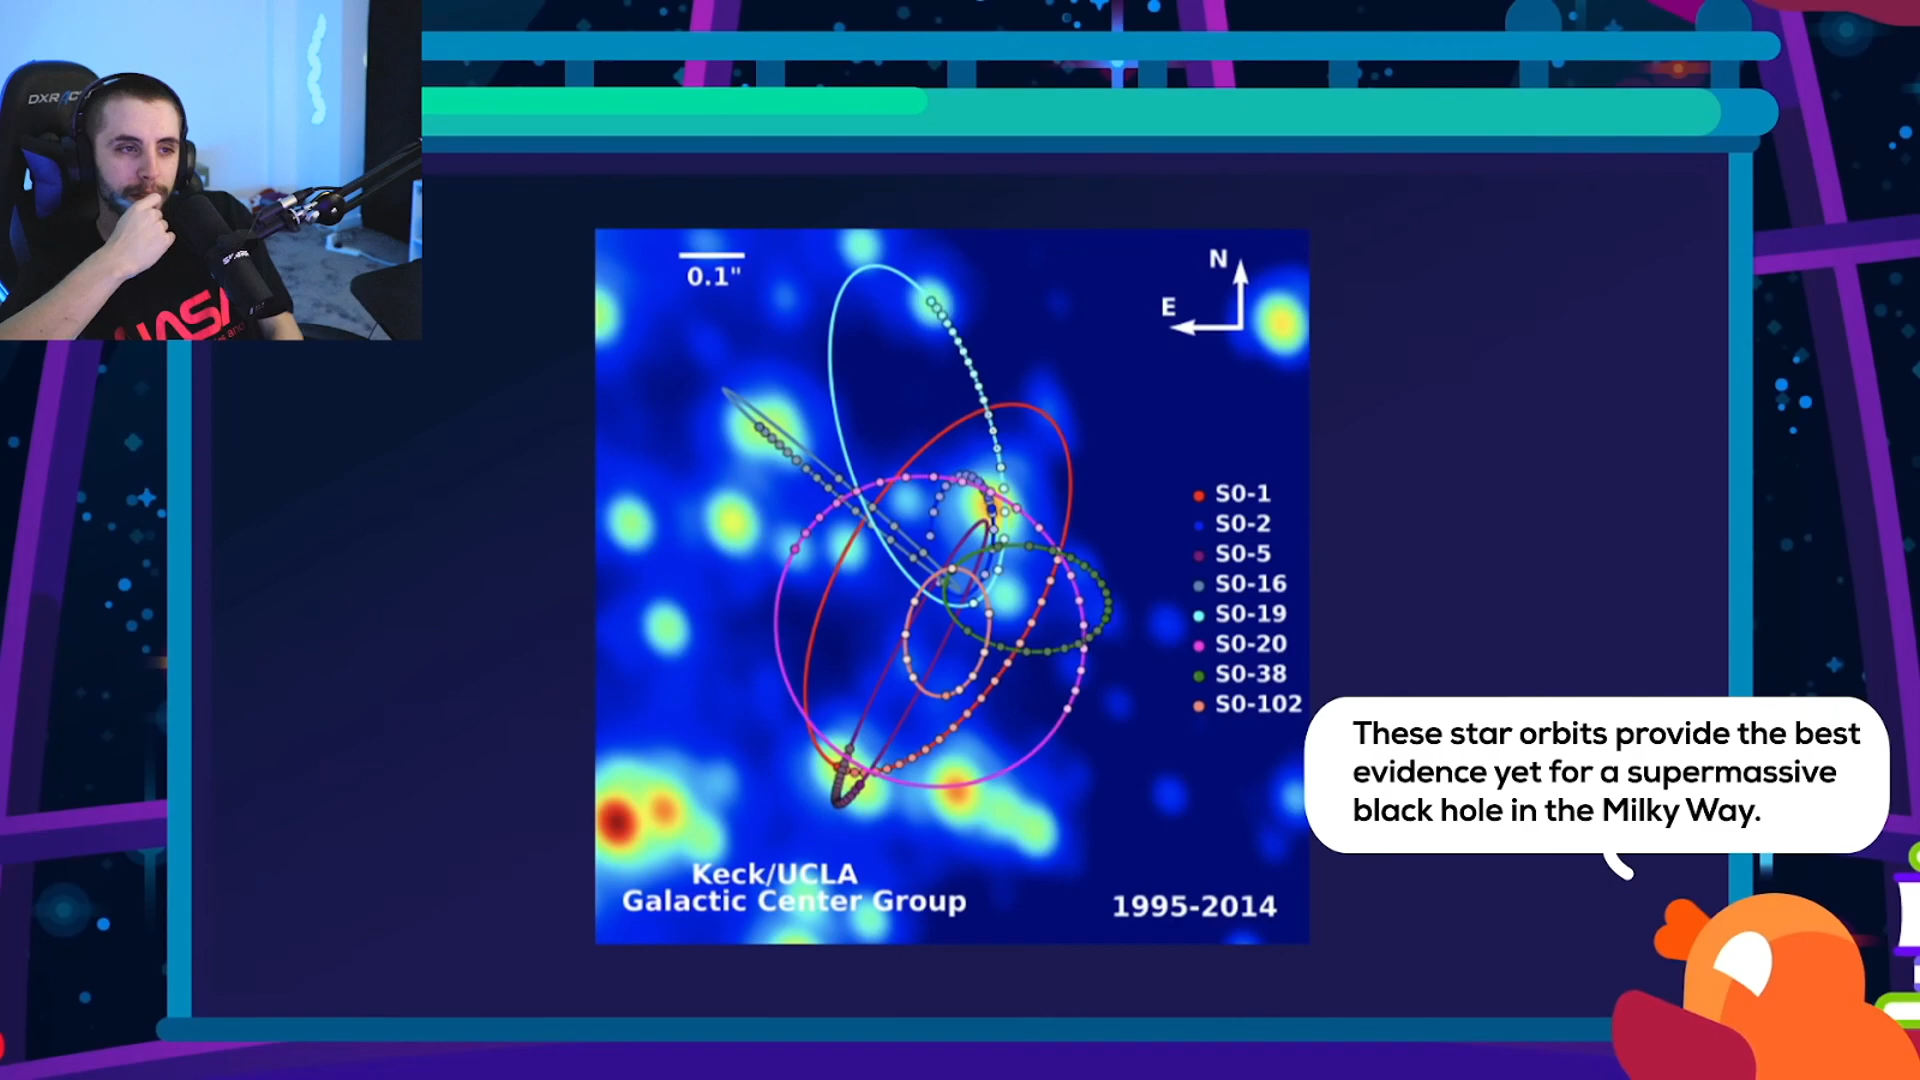 DXRAC
NASA
0.1"
N
E
S0-1
S0-2
S0-5
S0-16
S0-19
S0-20
S0-38
S0-102
These star orbits provide the best
evidence yet for a supermassive
black hole in the Milky Way.
Keck/UCLA
Galactic Center Group
1995-2014